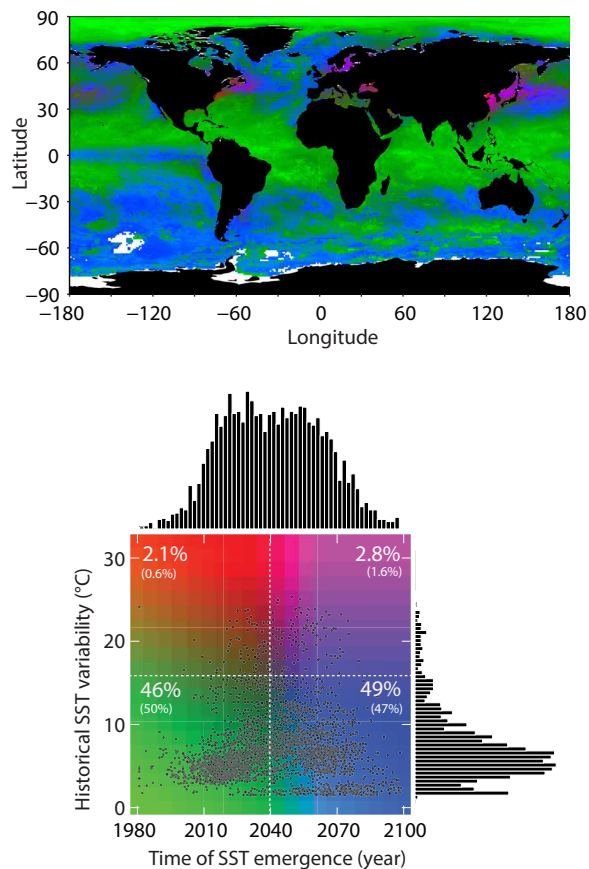 90
60
30
0
−30
−60
−90
Latitude
−180 −120 −60 0 60 120 180
Longitude
30
20
10
0
Historical SST variability (°C)
2.1% 2.8%
(0.6%) (1.6%)
46% 49%
(50%) (47%)
1980 2010 2040 2070 2100
Time of SST emergence (year)